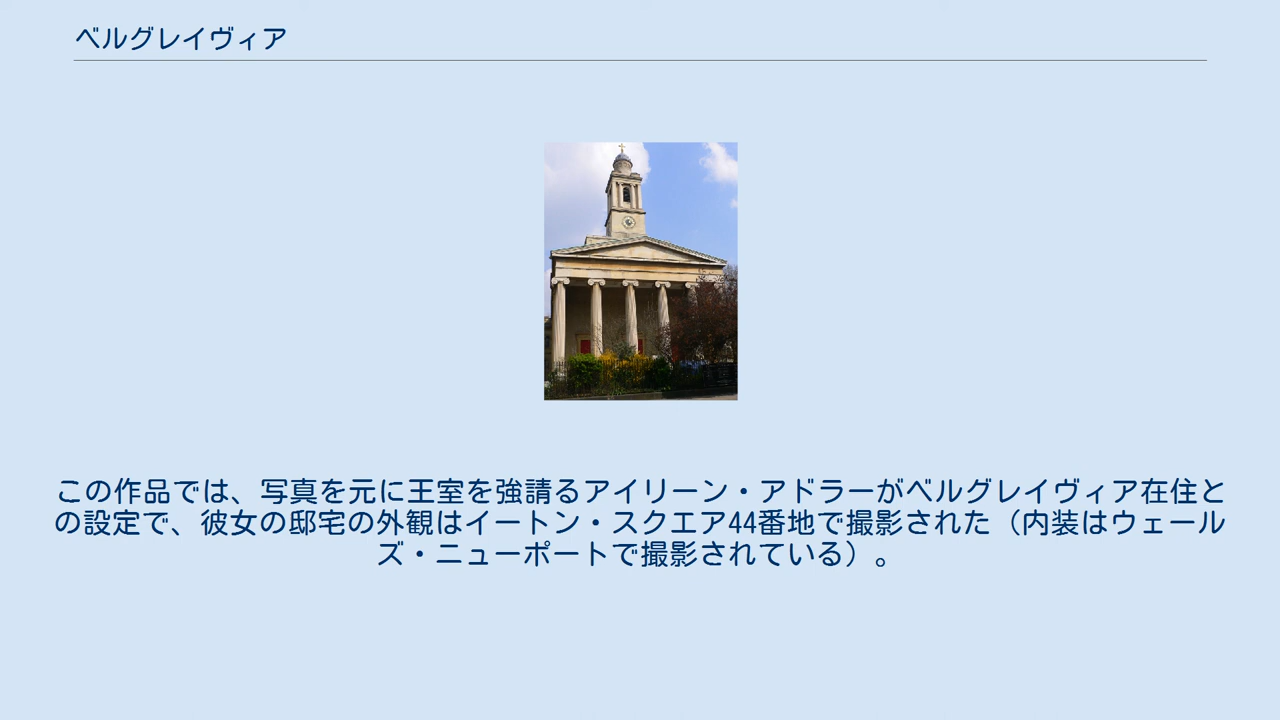 ベルグレイヴィア
この作品では、写真を元に王室を強請るアイリーン・アドラーがベルグレイヴィア在住と
の設定で、彼女の邸宅の外観はイートン・スクエア44番地で撮影された（内装はウェール
ズ・ニューポートで撮影されている）。